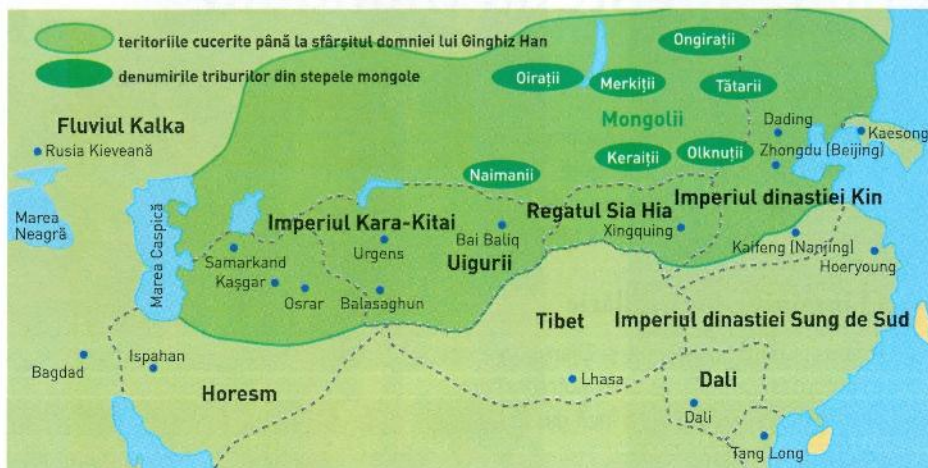 teritoriile cucerite până la sfârșitul domniei lui Ginghiz Han
denumirile triburilor din stepele mongole
Ongirații
Oirații
Merkiții
Tătarii
Fluviul Kalka
Rusia Kieveană
Mongolii
Dading
Kaesong
Zhongdu (Beijing)
Keraiții
Olknuții
Naimanii
Marea
Neagră
Marea Caspică
Imperiul Kara-Kitai
Regatul Sia Hia
Imperiul dinastiei Kin
Bai Baliq
Xingquing
Urgens
Uigurii
Kaifeng (Nanjing)
Hoeryoung
Samarkand
Kașgar
Osrar
Balasaghun
Tibet
Imperiul dinastiei Sung de Sud
Bagdad
Ispahan
Horesm
Lhasa
Dali
Dali
Tang Long